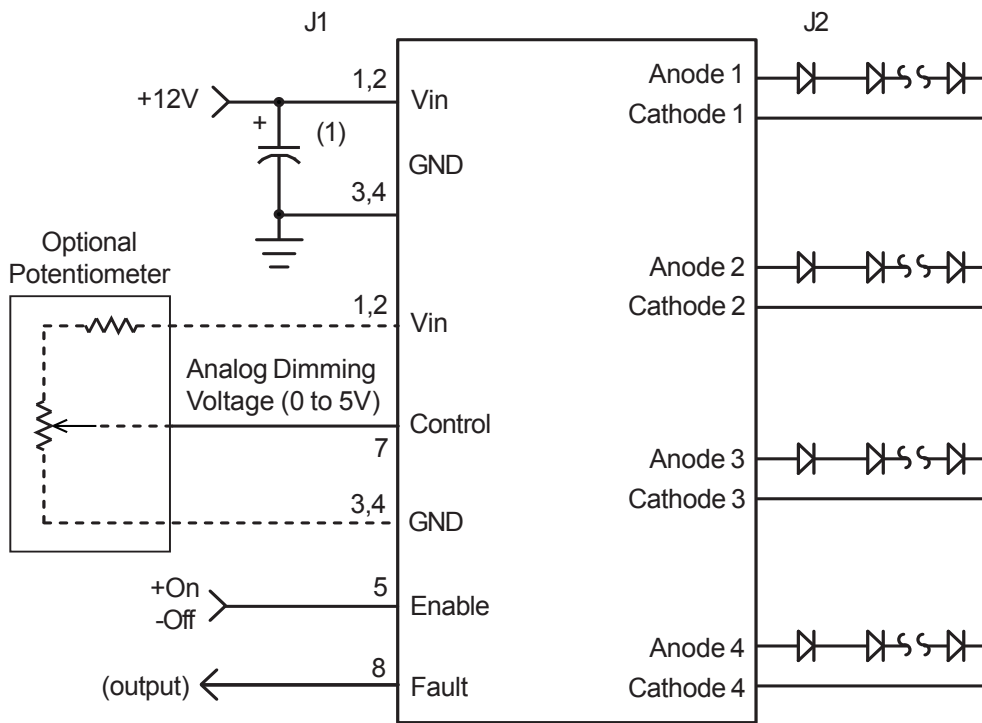 J1
J2
+12V
+
(1)
1,2
Vin
GND
3,4
Optional
Potentiometer
1,2
Vin
Analog Dimming
Voltage (0 to 5V)
Control
7
3,4
GND
+On
-Off
5
Enable
(output)
8
Fault
Anode 1
Cathode 1
Anode 2
Cathode 2
Anode 3
Cathode 3
Anode 4
Cathode 4